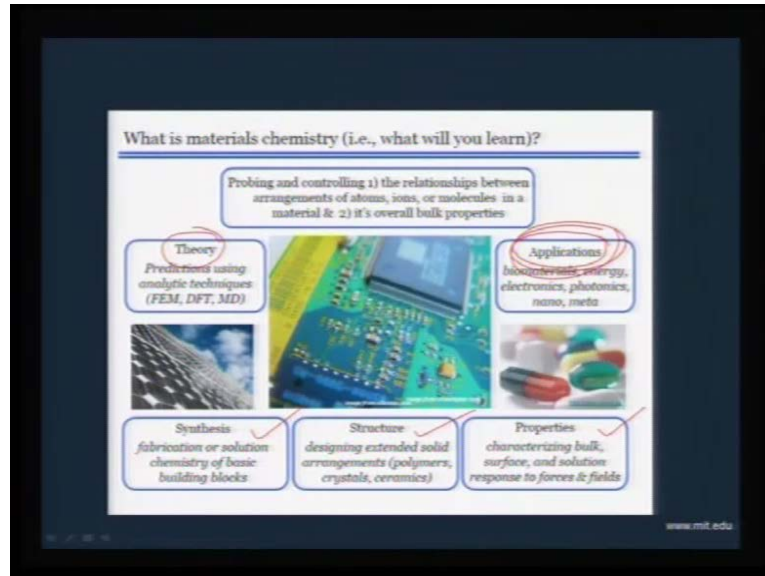 What is materials chemistry (i.e., what will you learn)?
Probing and controlling 1) the relationships between
arrangements of atoms, ions, or molecules in a
material & 2) it's overall bulk properties
Theory
Predictions using
analytic techniques
(FEM, DFT, MD)
Applications
biomaterials, energy,
electronics, photonics,
nano, meta
Synthesis
fabrication or solution
chemistry of basic
building blocks
Structure
designing extended solid
arrangements (polymers,
crystals, ceramics)
Properties
characterizing bulk,
surface, and solution
response to forces & fields
www.mit.edu